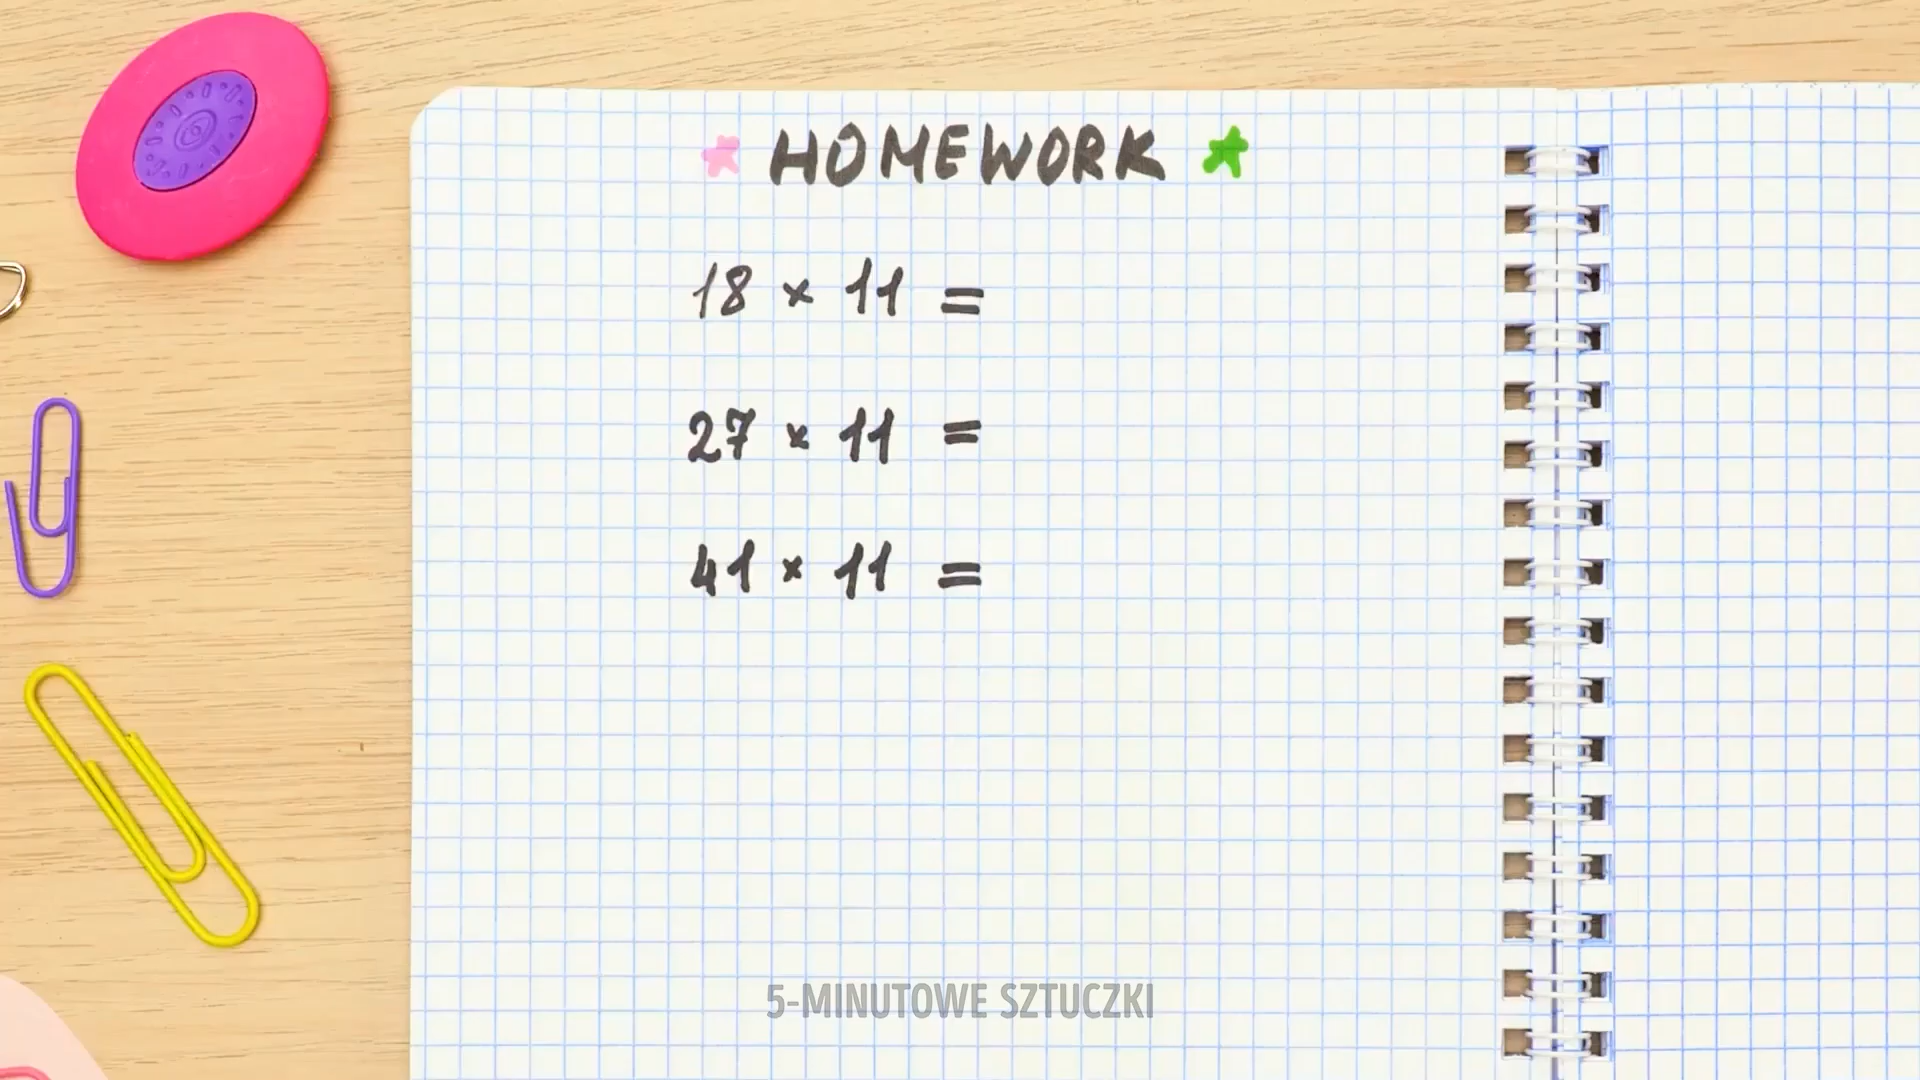 HOMEWORK
18 × 11 =
27 × 11 =
41 × 11 =
5-MINUTOWE SZTUCZKI